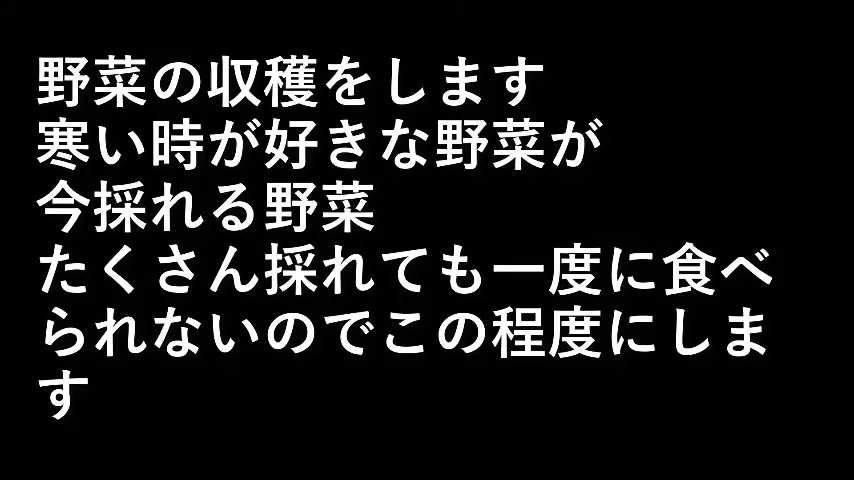 野菜の収穫をします
寒い時が好きな野菜が
今採れる野菜
たくさん採れても一度に食べ
られないのでこの程度にしま
す